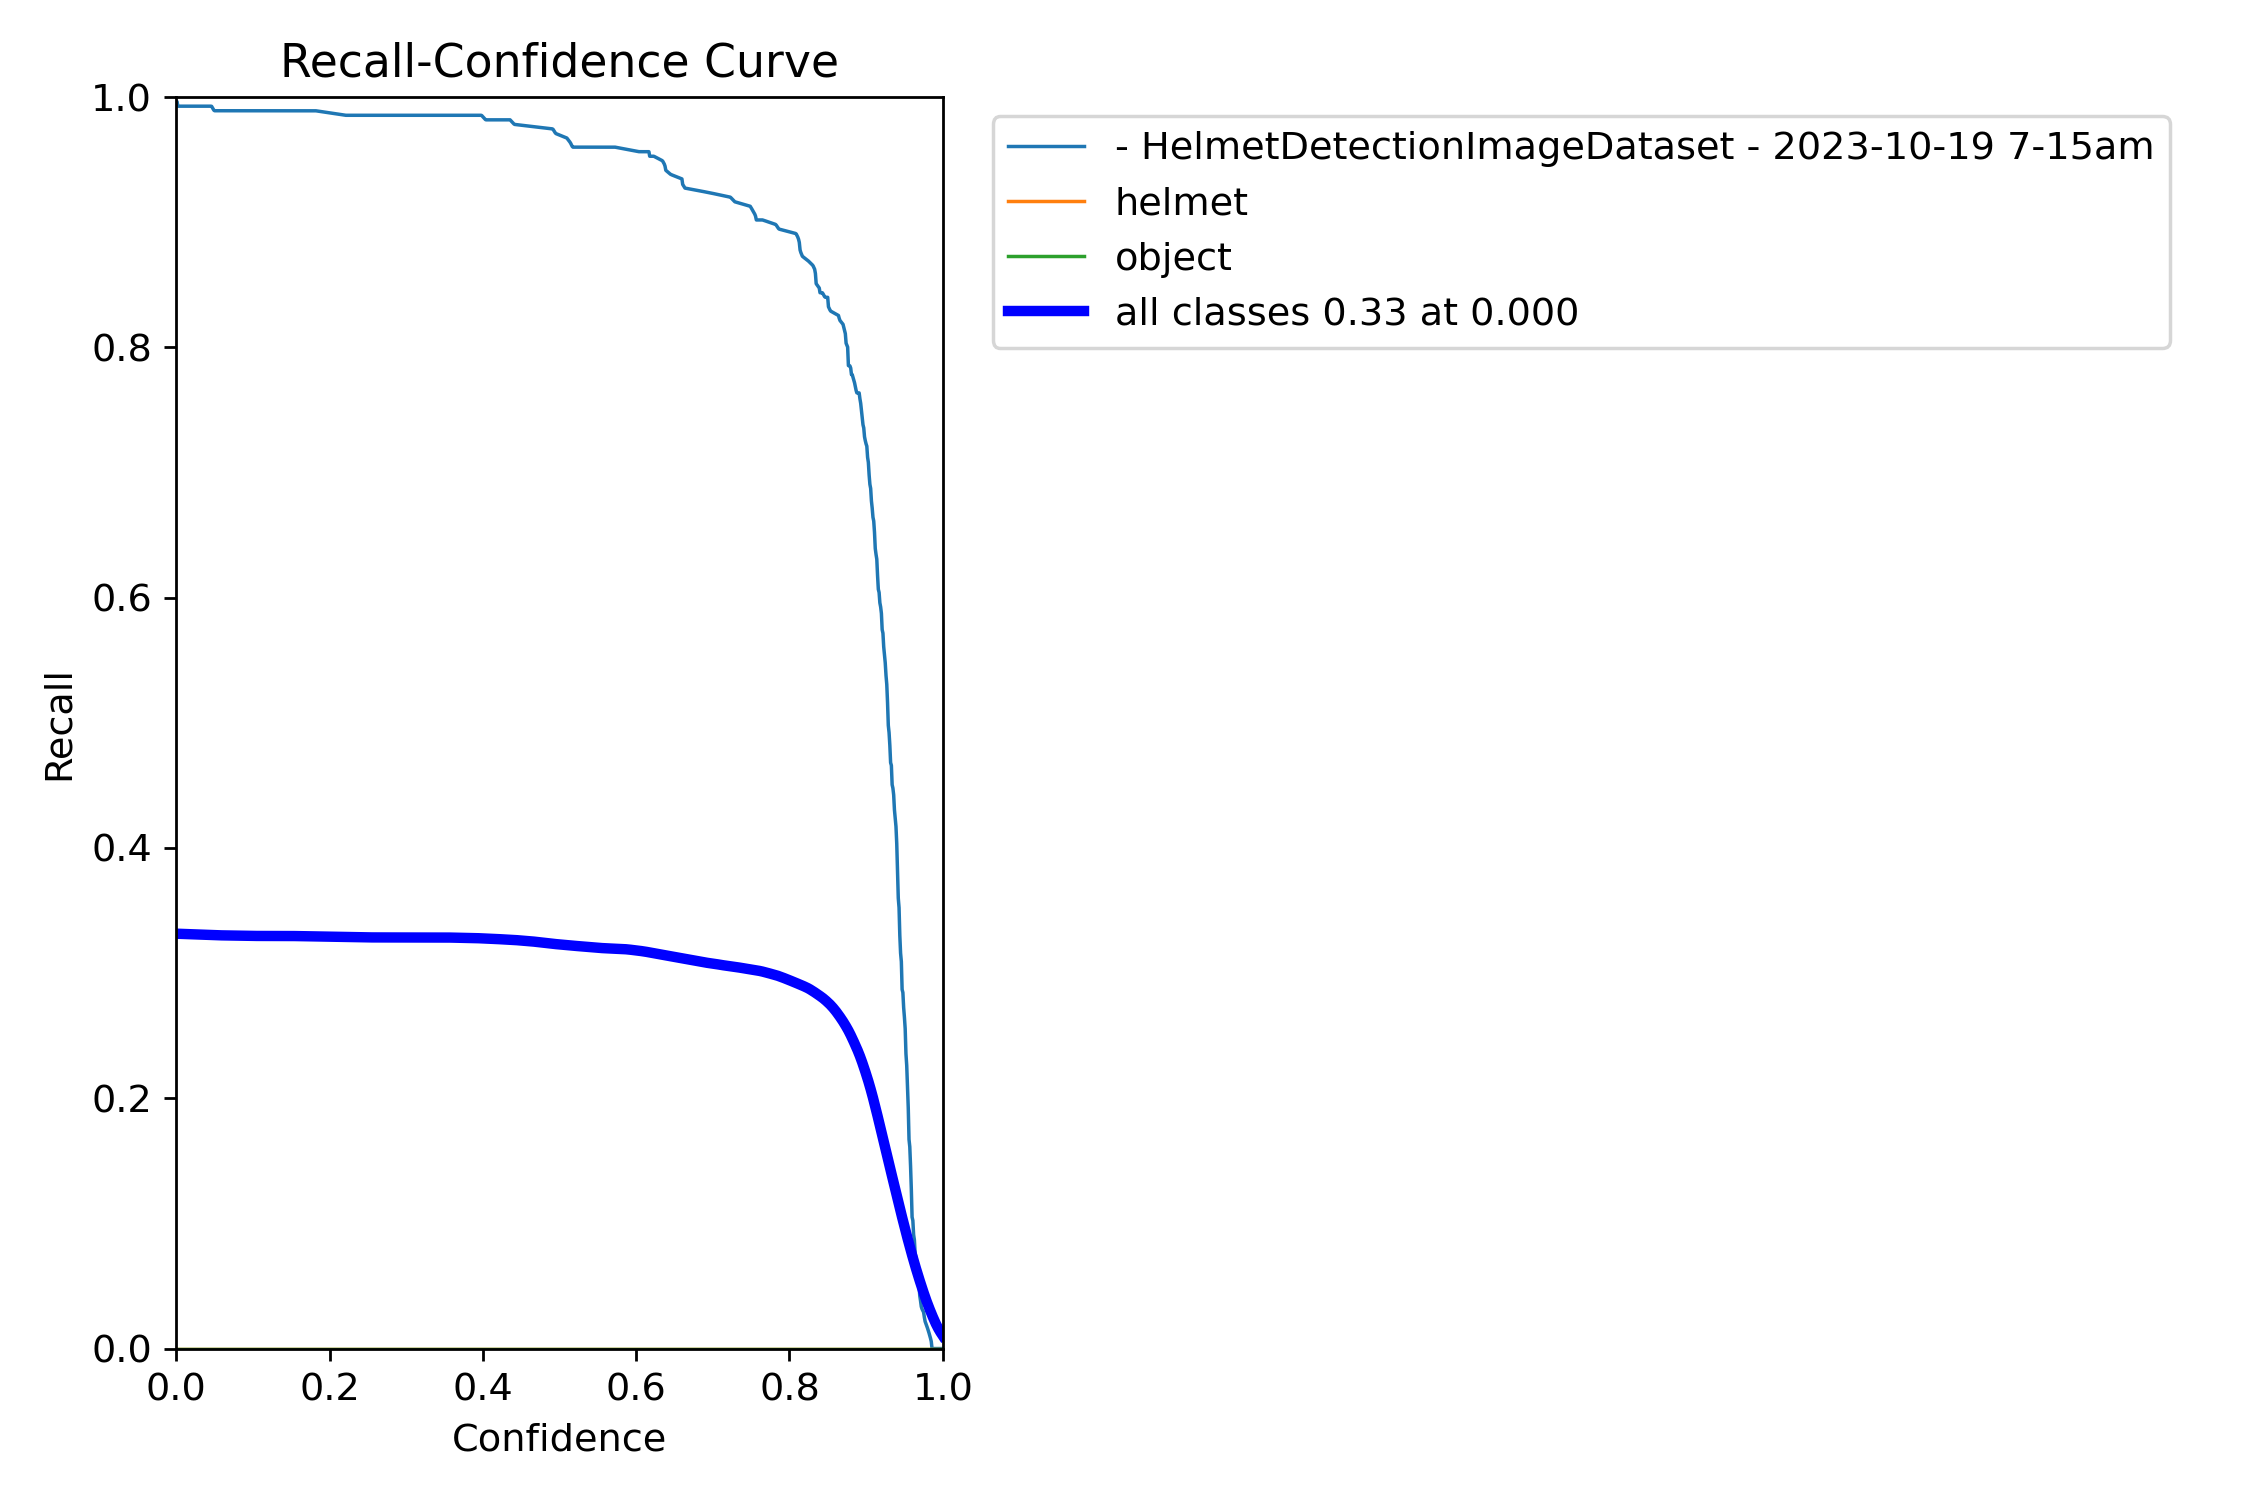 Recall-Confidence Curve
1.0
0.8
0.6
0.4
0.2
0.0
Recall
0.0 0.2 0.4 0.6 0.8 1.0
Confidence
- HelmetDetectionImageDataset - 2023-10-19 7-15am
helmet
object
all classes 0.33 at 0.000